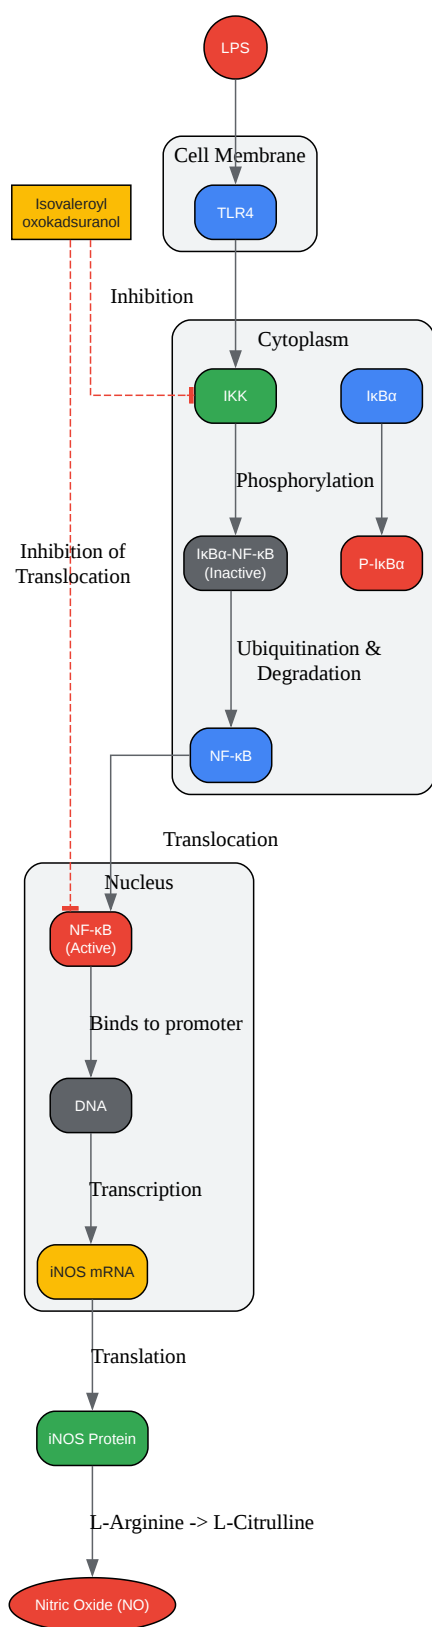 LPS
Cell Membrane
TLR4
Isovaleroyl
oxokadsuranol
Inhibition
Cytoplasm
IKK
IκBα
Phosphorylation
IκBα-NF-κB
(Inactive)
P-IκBα
Inhibition of
Translocation
Ubiquitination &
Degradation
NF-κB
Translocation
Nucleus
NF-κB
(Active)
Binds to promoter
DNA
Transcription
iNOS mRNA
Translation
iNOS Protein
L-Arginine -> L-Citrulline
Nitric Oxide (NO)